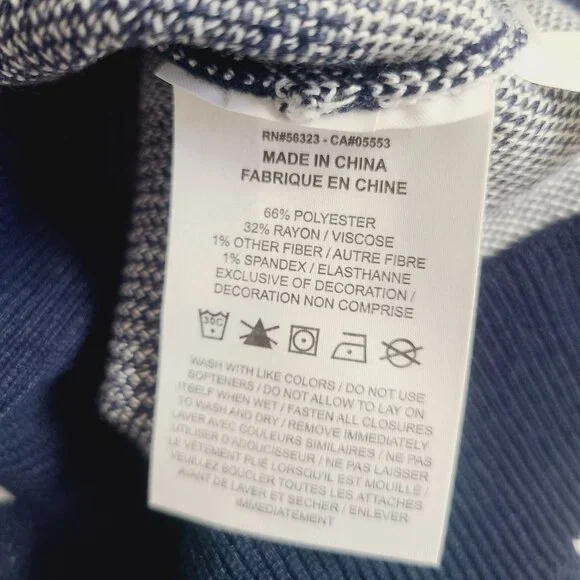 RN#56323 - CA#05553
MADE IN CHINA
FABRIQUE EN CHINE
66% POLYESTER
32% RAYON / VISCOSE
1% OTHER FIBER / AUTRE FIBRE
1% SPANDEX / ELASTHANNE
EXCLUSIVE OF DECORATION /
DECORATION NON COMPRISE
30C
WASH WITH LIKE COLORS / DO NOT USE
SOFTENERS / DO NOT ALLOW TO LAY ON
ITSELF WHEN WET / FASTEN ALL CLOSURES
TO WASH AND DRY / REMOVE IMMEDIATELY
LAVER AVEC COULEURS SIMILAIRES / NE PAS
UTILISER D'ADOUCISSEUR / NE PAS LAISSER
LE VÊTEMENT PLIÉ LORSQU'IL EST MOUILLÉ /
VEUILLEZ BOUCLER TOUTES LES ATTACHES
AVANT DE LAVER ET SECHER / ENLEVER
IMMÉDIATEMENT